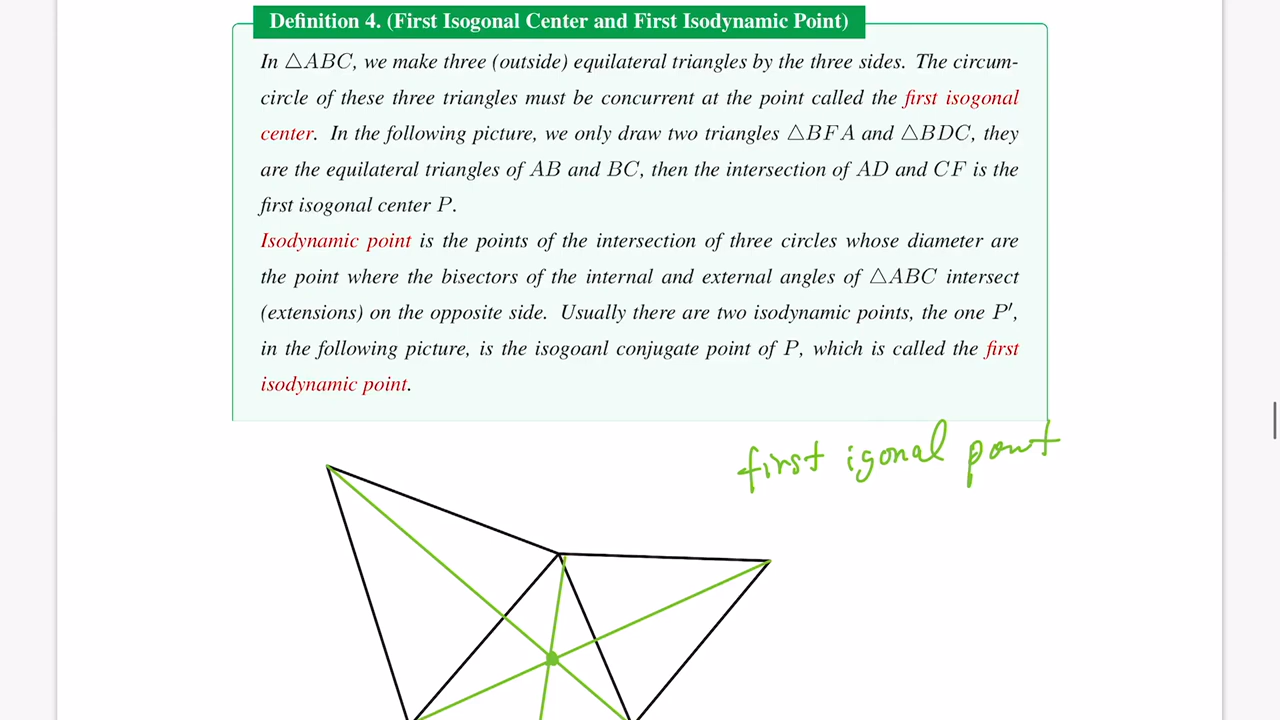 Definition 4. (First Isogonal Center and First Isodynamic Point)
In △ABC, we make three (outside) equilateral triangles by the three sides. The circum-
circle of these three triangles must be concurrent at the point called the first isogonal
center. In the following picture, we only draw two triangles △BFA and △BDC, they
are the equilateral triangles of AB and BC, then the intersection of AD and CF is the
first isogonal center P.
Isodynamic point is the points of the intersection of three circles whose diameter are
the point where the bisectors of the internal and external angles of △ABC intersect
(extensions) on the opposite side. Usually there are two isodynamic points, the one P′,
in the following picture, is the isogoanl conjugate point of P, which is called the first
isodynamic point.
first igonal point